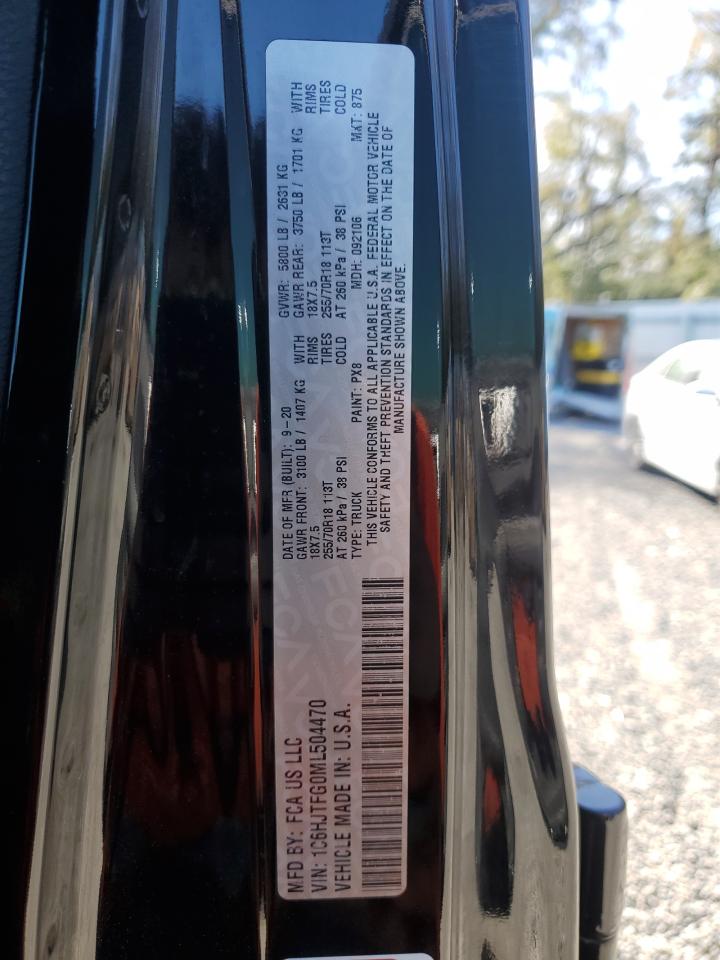 MFD BY: FCA US LLC
VIN: 1C6HJTFG0ML504470
VEHICLE MADE IN: U.S.A.
DATE OF MFR (BUILT): 9-20 GVWR: 5800 LB / 2631 KG
GAWR FRONT: 3100 LB / 1407 KG WITH GAWR REAR: 3750 LB / 1701 KG WITH
18X7.5 RIMS 18X7.5 RIMS
255/70R18 113T TIRES 255/70R18 113T TIRES
AT 260 kPa / 38 PSI COLD AT 260 kPa / 38 PSI COLD
TYPE: TRUCK PAINT: PX8 MDH: 092106 MKT: 875
THIS VEHICLE CONFORMS TO ALL APPLICABLE U.S.A. FEDERAL MOTOR VEHICLE
SAFETY AND THEFT PREVENTION STANDARDS IN EFFECT ON THE DATE OF
MANUFACTURE SHOWN ABOVE.